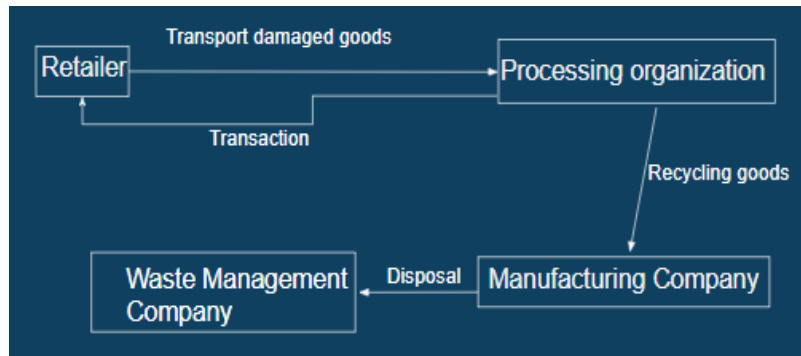 Transport damaged goods
Retailer
Processing organization
Transaction
Recycling goods
Waste Management
Company
Disposal
Manufacturing Company